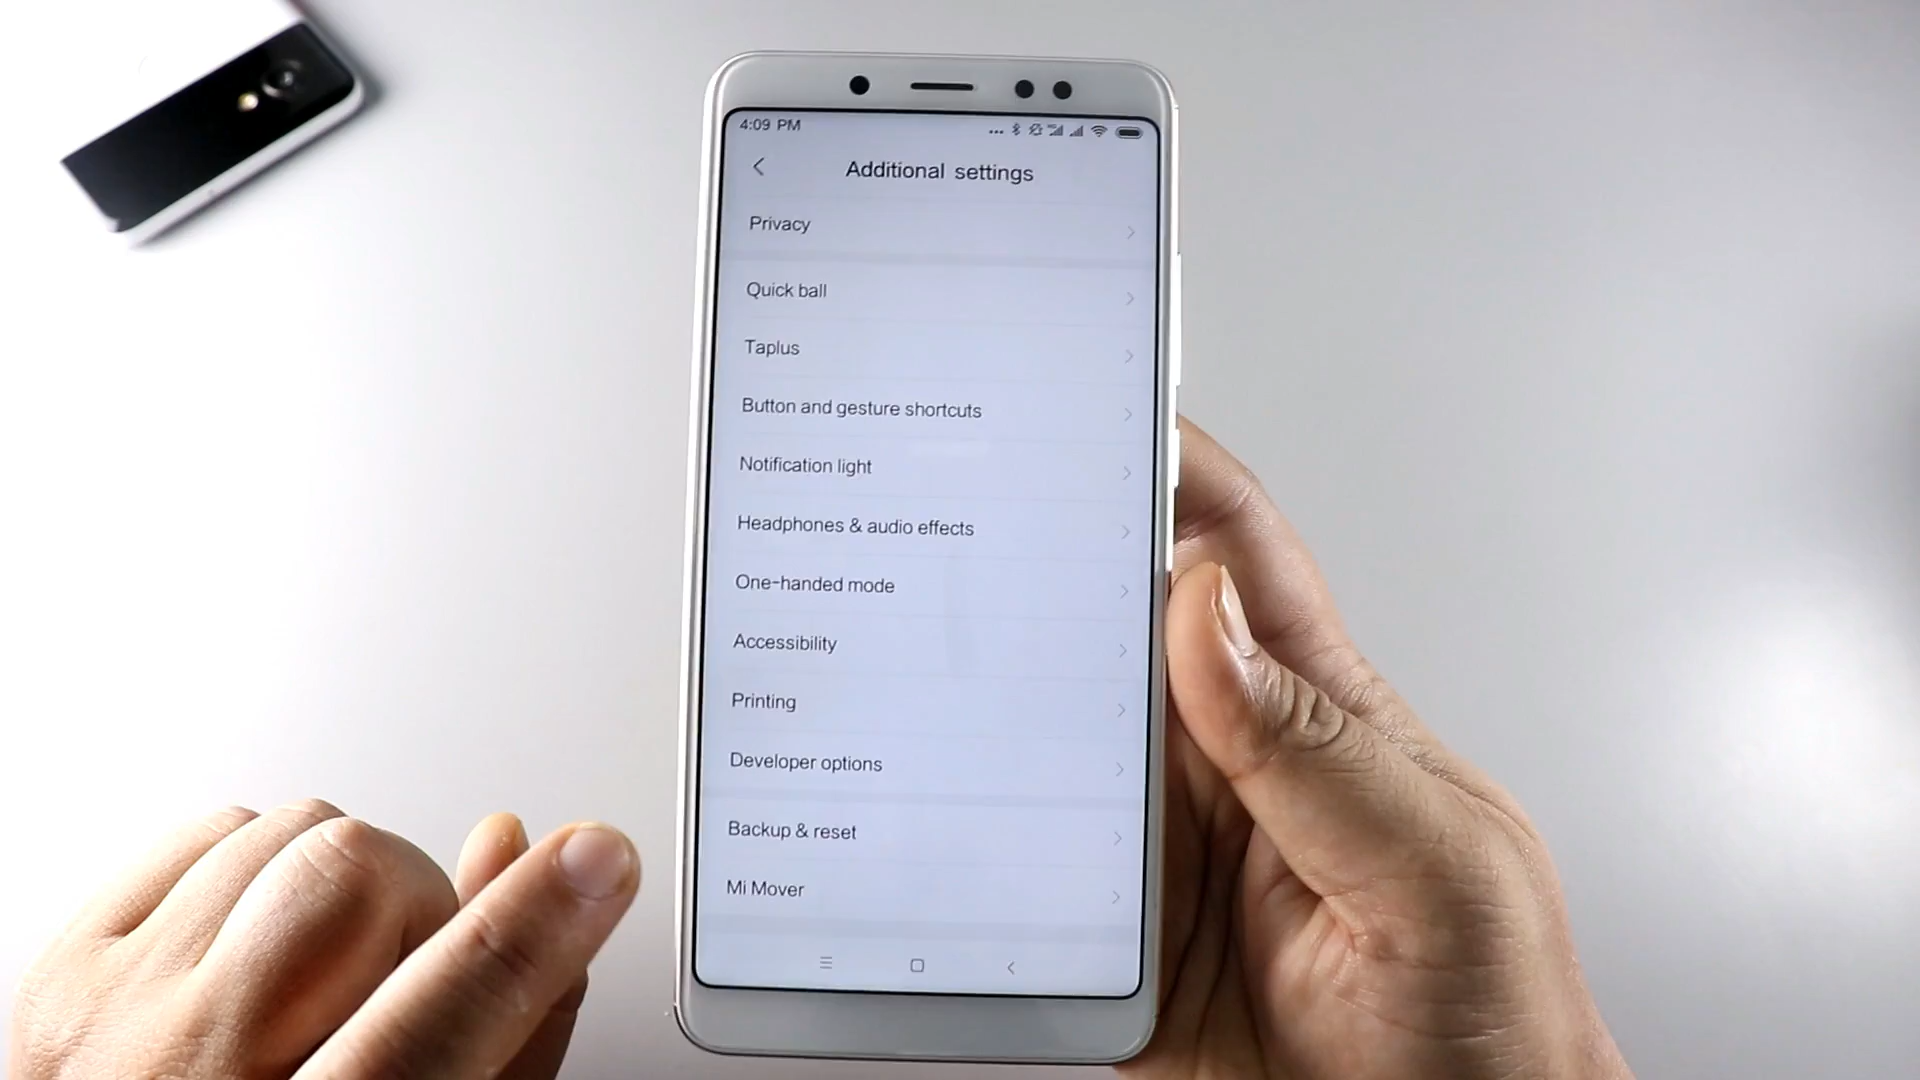 4:09 PM
Additional settings
Privacy
Quick ball
Taplus
Button and gesture shortcuts
Notification light
Headphones & audio effects
One-handed mode
Accessibility
Printing
Developer options
Backup & reset
Mi Mover